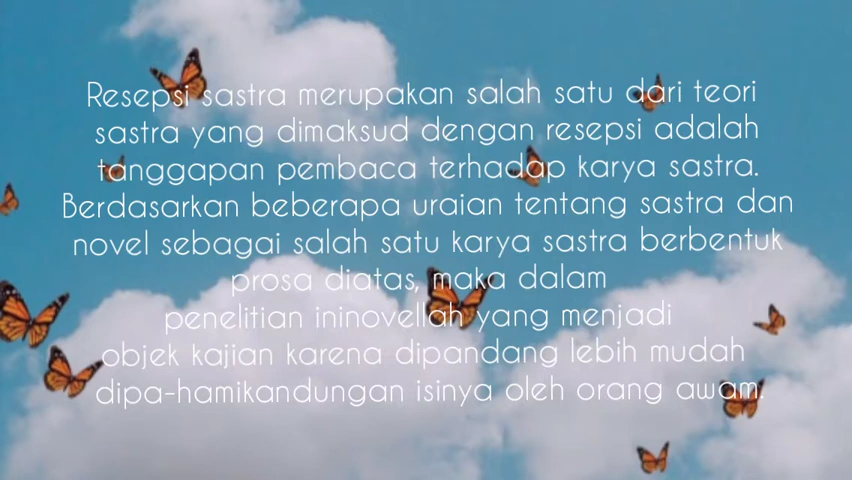 Resepsi sastra merupakan salah satu dari teori
sastra yang dimaksud dengan resepsi adalah
tanggapan pembaca terhadap karya sastra.
Berdasarkan beberapa uraian tentang sastra dan
novel sebagai salah satu karya sastra berbentuk
prosa diatas, maka dalam
penelitian ininovellah yang menjadi
objek kajian karena dipandang lebih mudah
dipa-hamikandungan isinya oleh orang awam.